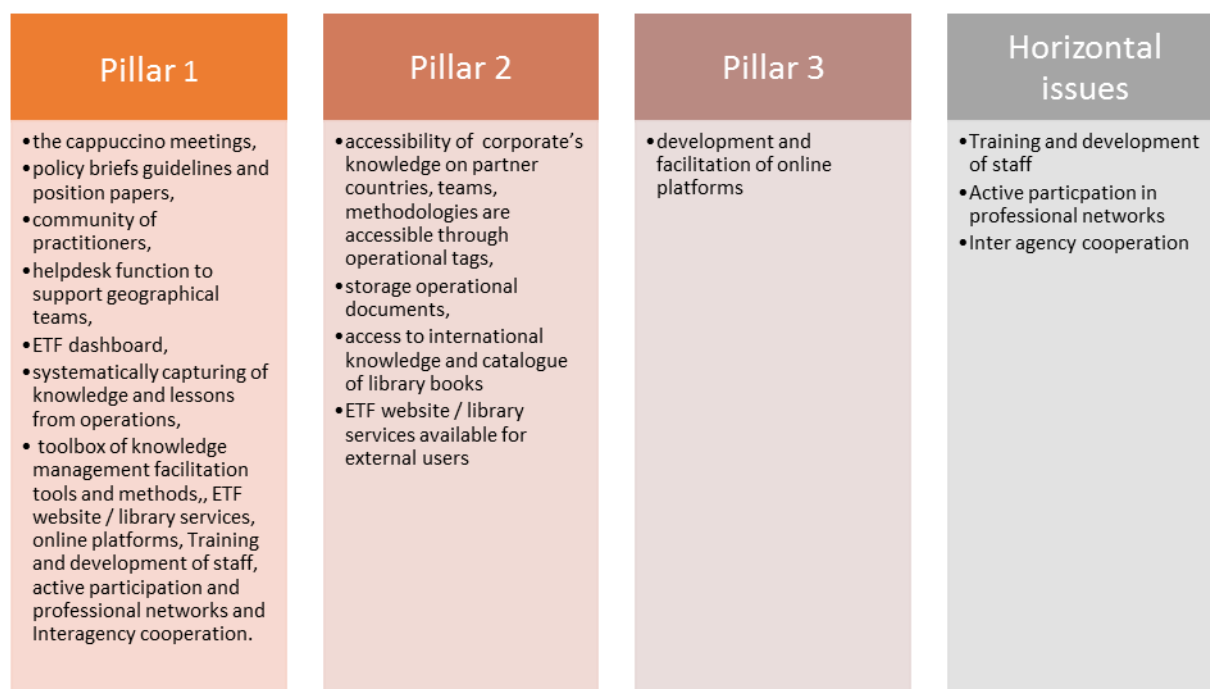 Pillar 1
•the cappuccino meetings,
•policy briefs guidelines and
position papers,
•community of
practitioners,
•helpdesk function to
support geographical
teams,
•ETF dashboard,
•systematically capturing of
knowledge and lessons
from operations,
• toolbox of knowledge
management facilitation
tools and methods,, ETF
website / library services,
online platforms, Training
and development of staff,
active participation and
professional networks and
Interagency cooperation.
Pillar 2
•accessibility of corporate’s
knowledge on partner
countries, teams,
methodologies are
accessible through
operational tags,
•storage operational
documents,
•access to international
knowledge and catalogue
of library books
•ETF website / library
services available for
external users
Pillar 3
•development and
facilitation of online
platforms
Horizontal
issues
•Training and development
of staff
•Active particpation in
professional networks
•Inter agency cooperation